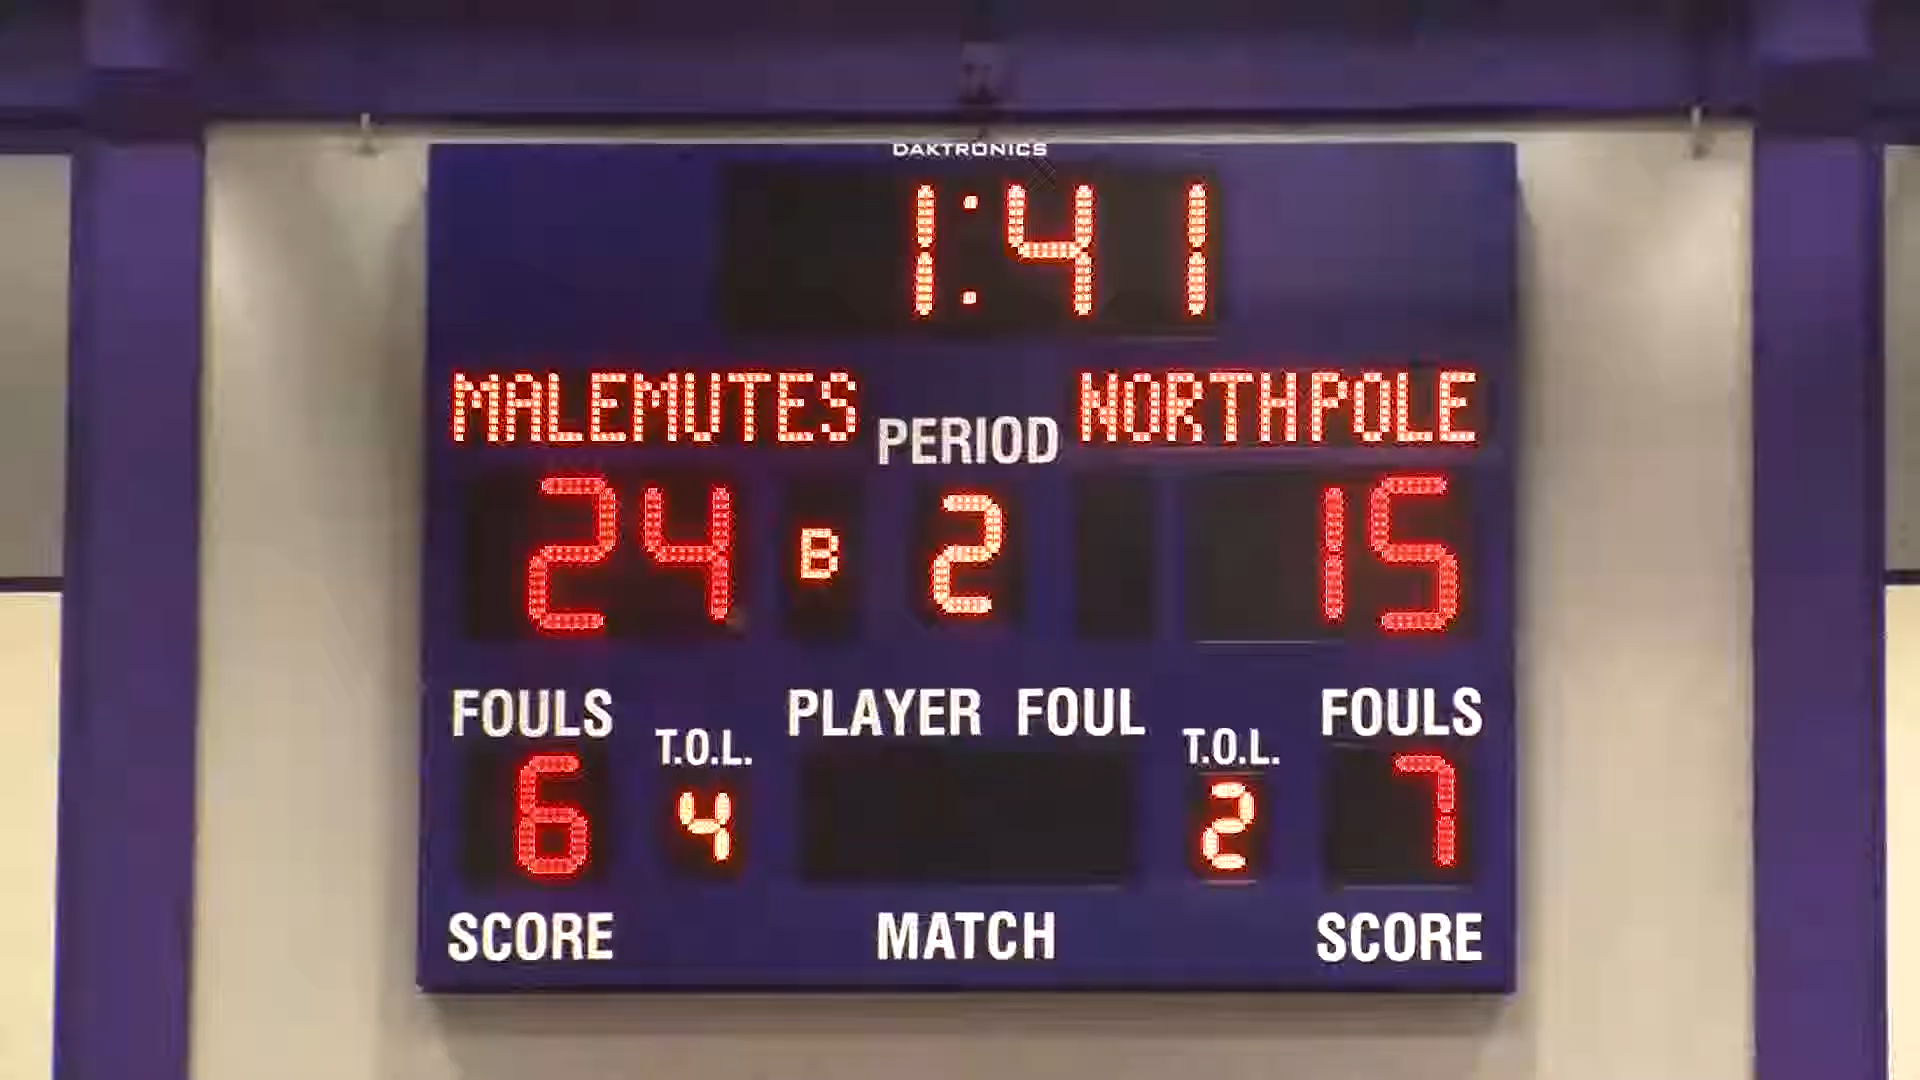 DAKTRONICS
1:41
MALEMUTES NORTHPOLE
PERIOD
24 B 2 15
FOULS PLAYER FOUL FOULS
T.O.L. T.O.L.
6 4 2 7
SCORE MATCH SCORE